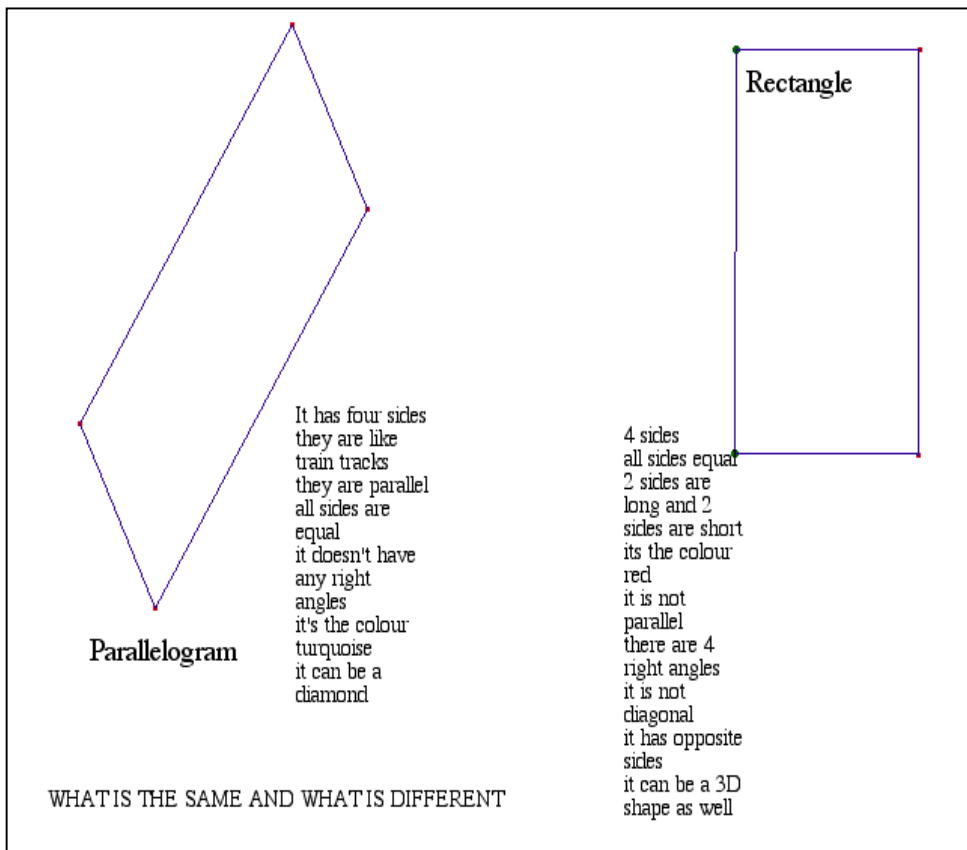 Rectangle
It has four sides
they are like
train tracks
they are parallel
all sides are
equal
it doesn't have
any right
angles
it's the colour
turquoise
it can be a
diamond
Parallelogram
4 sides
all sides equal
2 sides are
long and 2
sides are short
its the colour
red
it is not
parallel
there are 4
right angles
it is not
diagonal
it has opposite
sides
it can be a 3D
shape as well
WHAT IS THE SAME AND WHAT IS DIFFERENT